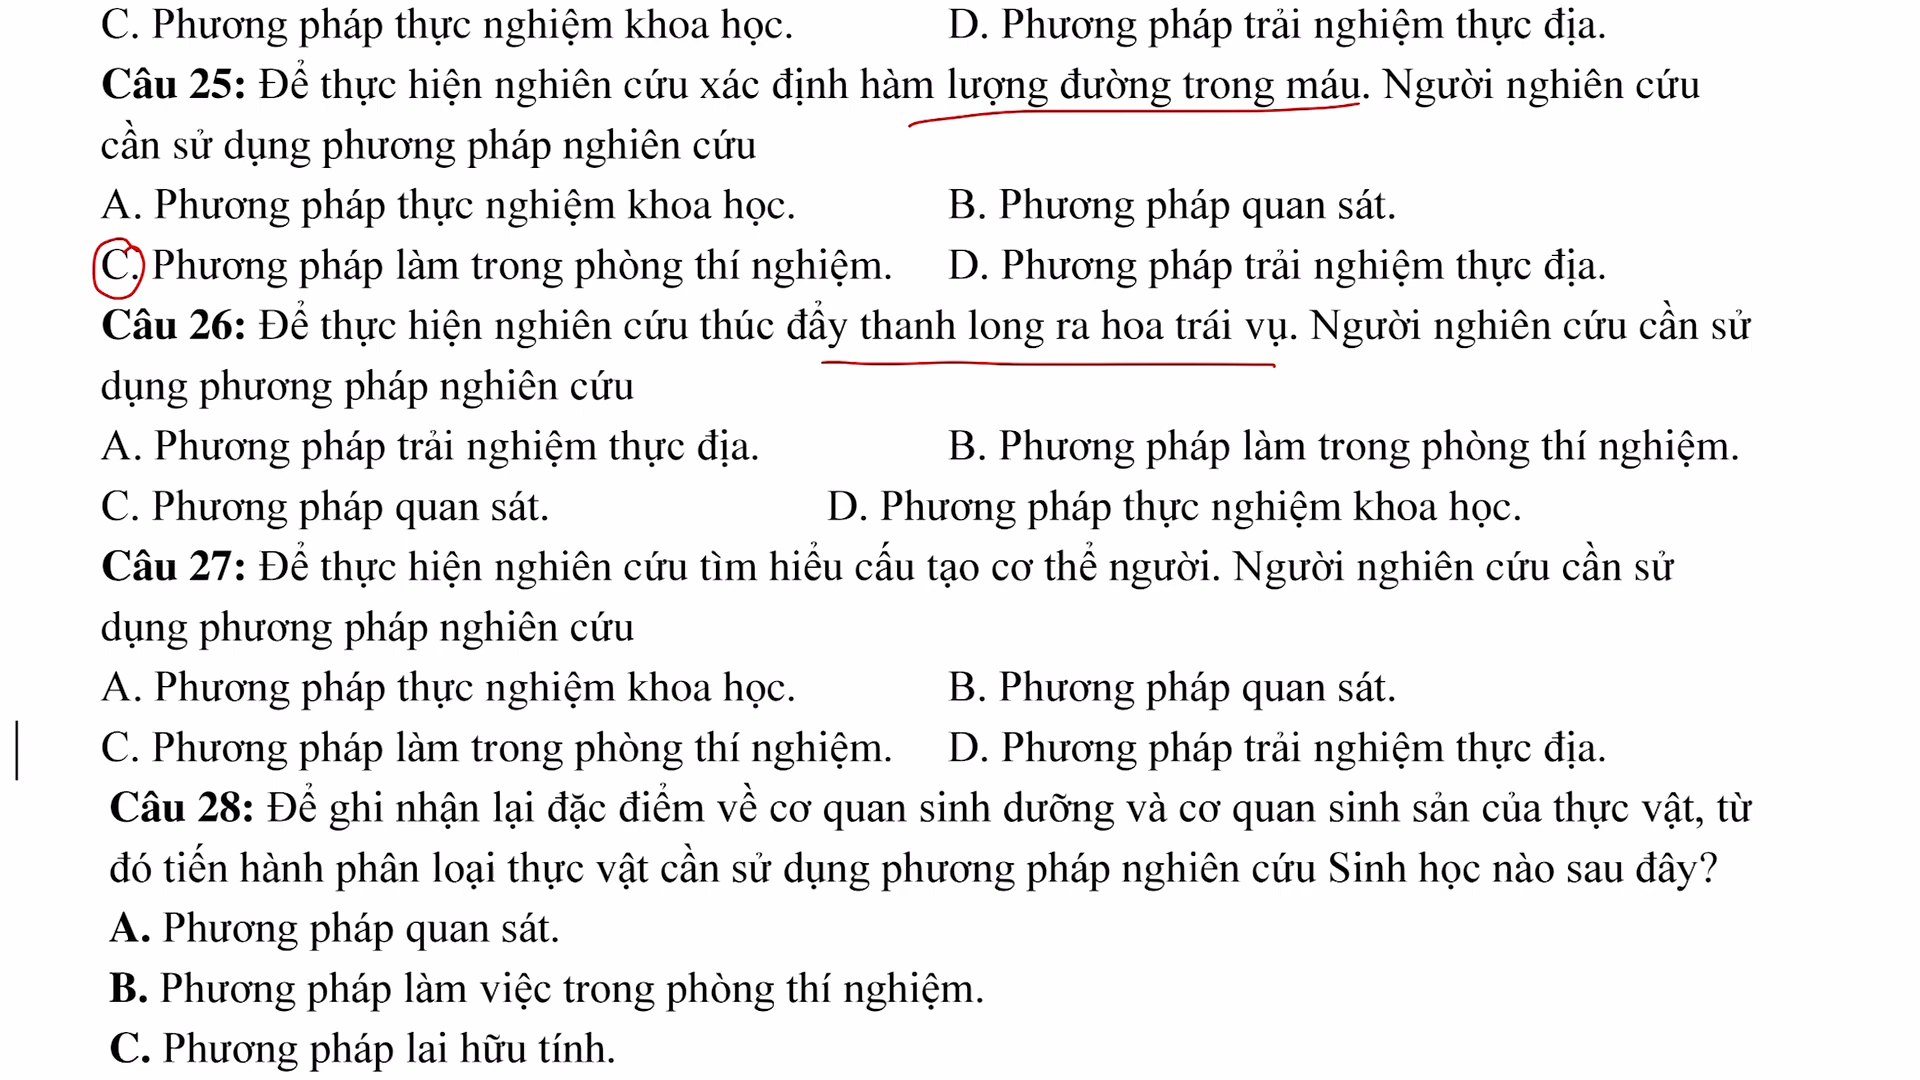 C. Phương pháp thực nghiệm khoa học. D. Phương pháp trải nghiệm thực địa.
Câu 25: Để thực hiện nghiên cứu xác định hàm lượng đường trong máu. Người nghiên cứu
cần sử dụng phương pháp nghiên cứu
A. Phương pháp thực nghiệm khoa học. B. Phương pháp quan sát.
C. Phương pháp làm trong phòng thí nghiệm. D. Phương pháp trải nghiệm thực địa.
Câu 26: Để thực hiện nghiên cứu thúc đẩy thanh long ra hoa trái vụ. Người nghiên cứu cần sử
dụng phương pháp nghiên cứu
A. Phương pháp trải nghiệm thực địa. B. Phương pháp làm trong phòng thí nghiệm.
C. Phương pháp quan sát. D. Phương pháp thực nghiệm khoa học.
Câu 27: Để thực hiện nghiên cứu tìm hiểu cấu tạo cơ thể người. Người nghiên cứu cần sử
dụng phương pháp nghiên cứu
A. Phương pháp thực nghiệm khoa học. B. Phương pháp quan sát.
C. Phương pháp làm trong phòng thí nghiệm. D. Phương pháp trải nghiệm thực địa.
Câu 28: Để ghi nhận lại đặc điểm về cơ quan sinh dưỡng và cơ quan sinh sản của thực vật, từ
đó tiến hành phân loại thực vật cần sử dụng phương pháp nghiên cứu Sinh học nào sau đây?
A. Phương pháp quan sát.
B. Phương pháp làm việc trong phòng thí nghiệm.
C. Phương pháp lai hữu tính.